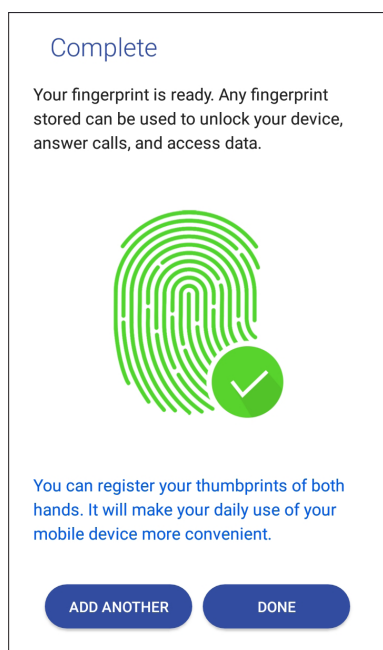 Complete
Your fingerprint is ready. Any fingerprint
stored can be used to unlock your device,
answer calls, and access data.
You can register your thumbprints of both
hands. It will make your daily use of your
mobile device more convenient.
ADD ANOTHER
DONE